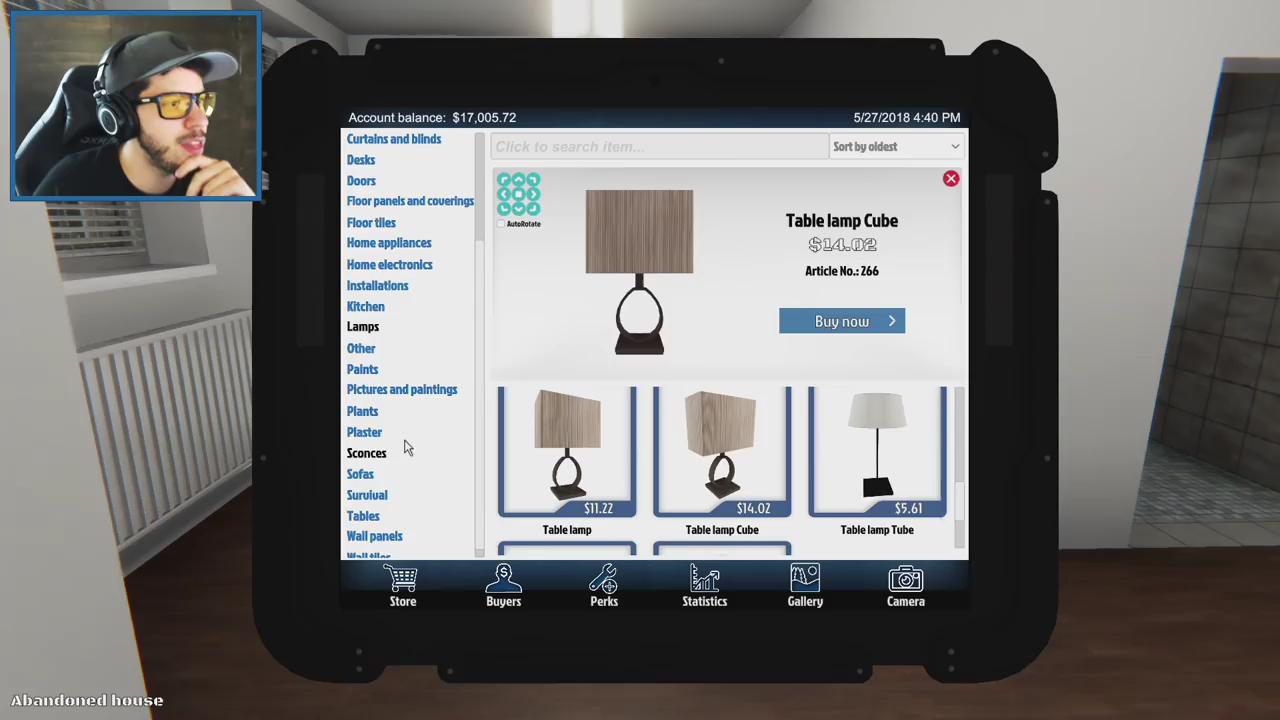 Account balance: $17,005.72
5/27/2018 4:40 PM
Curtains and blinds
Desks
Doors
Floor panels and coverings
Floor tiles
Home appliances
Home electronics
Installations
Kitchen
Lamps
Other
Paints
Pictures and paintings
Plants
Plaster
Sconces
Sofas
Survival
Tables
Wall panels
Wall tiles
Click to search item...
Sort by oldest
AutoRotate
Table lamp Cube
$14.02
Article No.: 266
Buy now
$11.22
$14.02
$5.61
Table lamp
Table lamp Cube
Table lamp Tube
Store
Buyers
Perks
Statistics
Gallery
Camera
Abandoned house